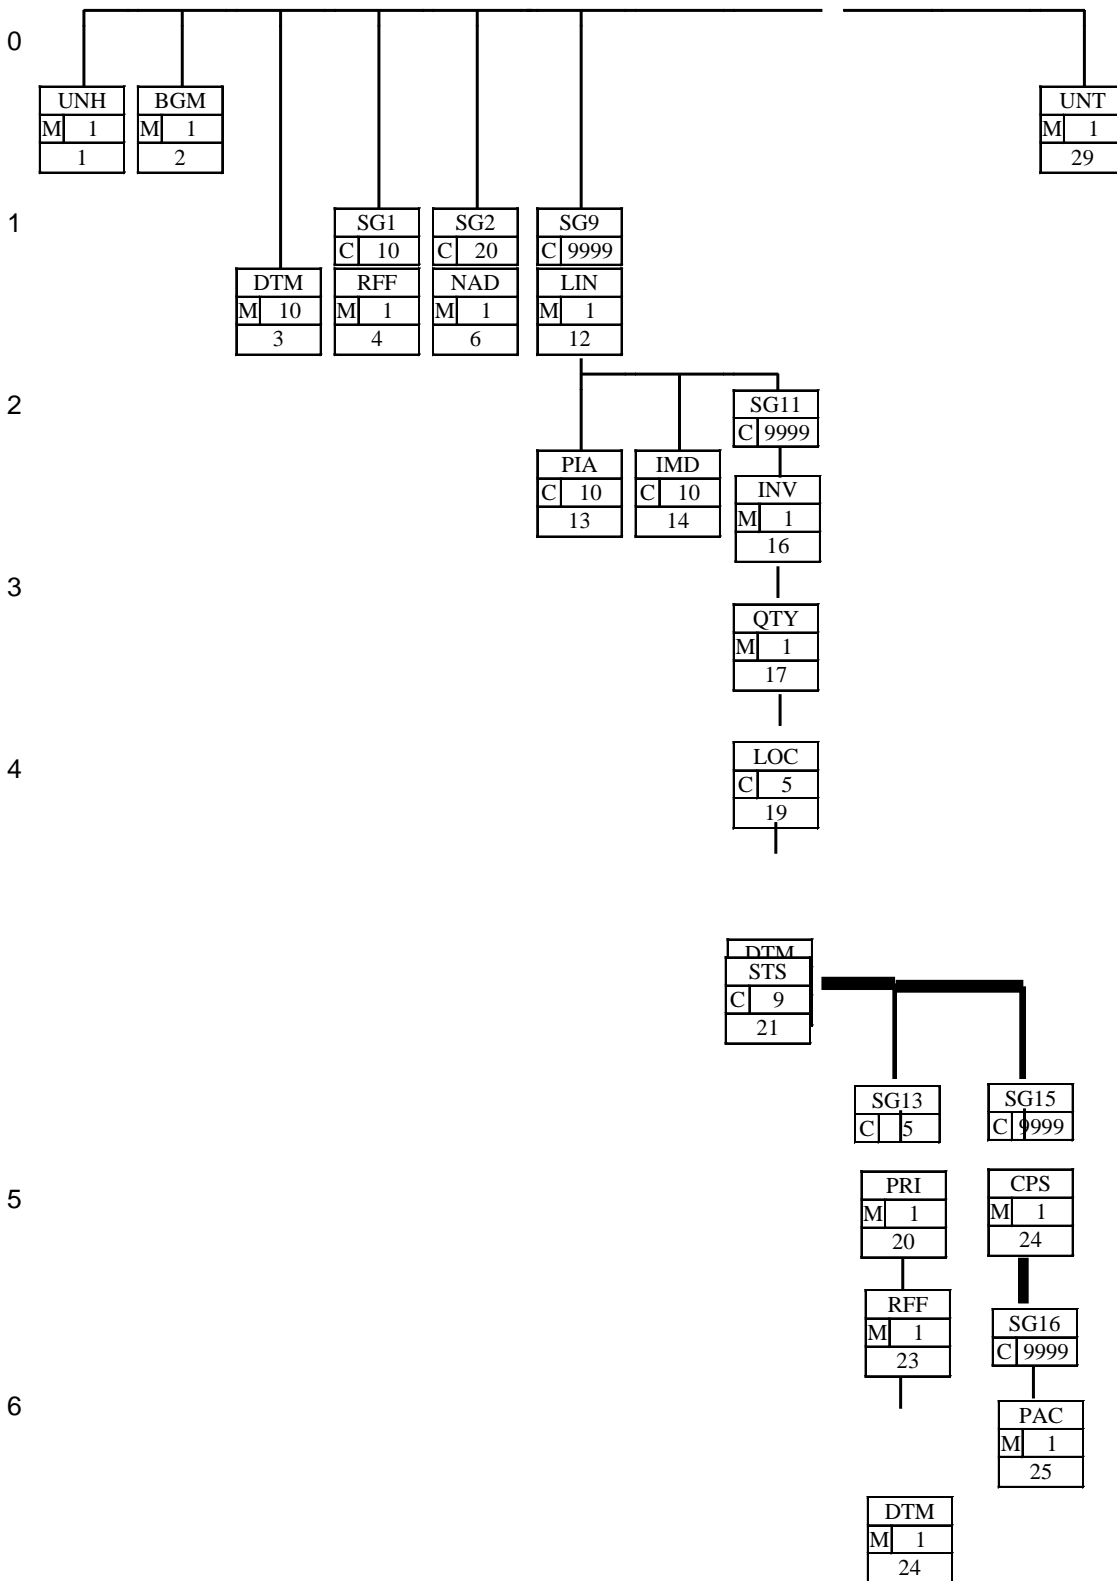 0
UNH
M 1
1
BGM
M 1
2
UNT
M 1
29
1
SG1
C 10
SG2
C 20
SG9
C 9999
DTM
M 10
3
RFF
M 1
4
NAD
M 1
6
LIN
M 1
12
2
SG11
C 9999
PIA
C 10
13
IMD
C 10
14
INV
M 1
16
3
QTY
M 1
17
4
LOC
C 5
19
DTM
STS
C 9
21
SG13
C 5
SG15
C 9999
5
PRI
M 1
20
CPS
M 1
24
RFF
M 1
23
SG16
C 9999
6
PAC
M 1
25
DTM
M 1
24